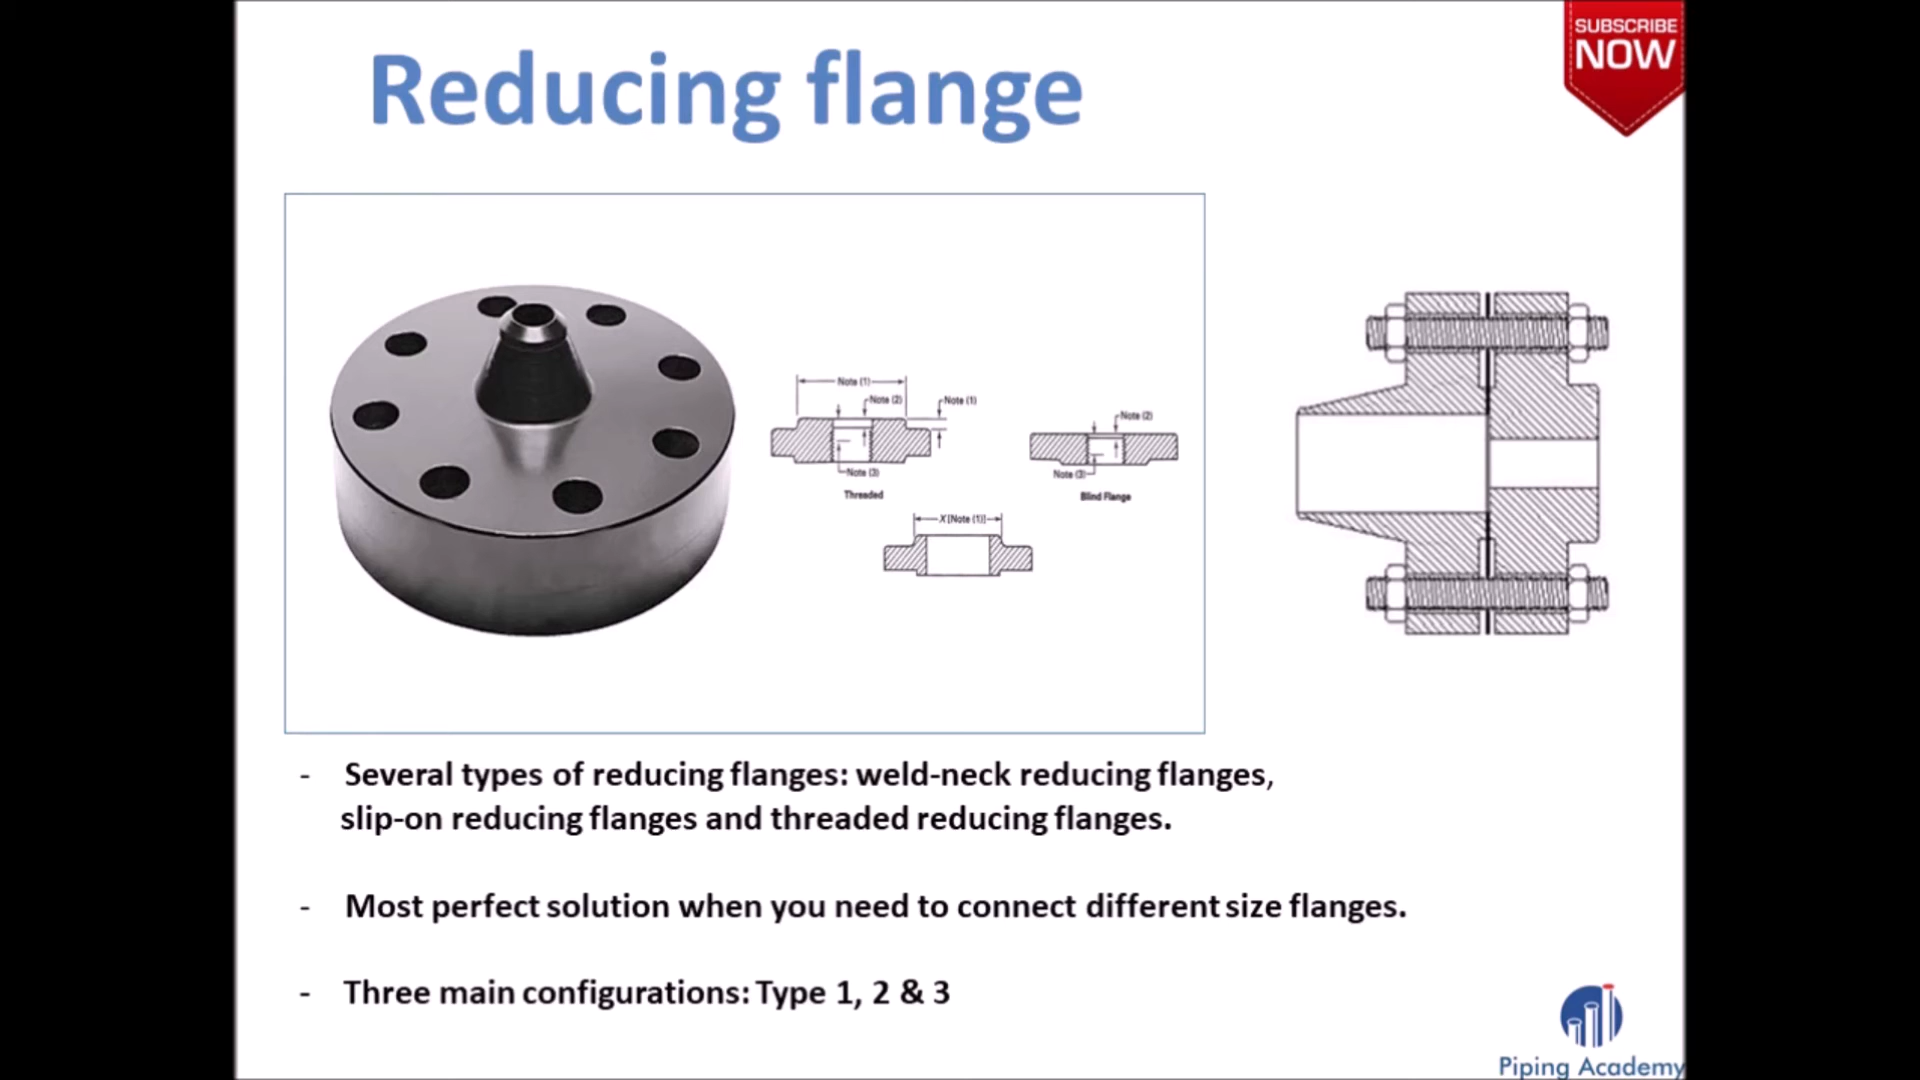 Reducing flange
SUBSCRIBE
NOW
Note (1)
Note (2)
Note (1)
Note (3)
Threaded
Note (2)
Note (3)
Blind Flange
X [Note (1)]
- Several types of reducing flanges: weld-neck reducing flanges,
slip-on reducing flanges and threaded reducing flanges.
- Most perfect solution when you need to connect different size flanges.
- Three main configurations: Type 1, 2 & 3
Piping Academy